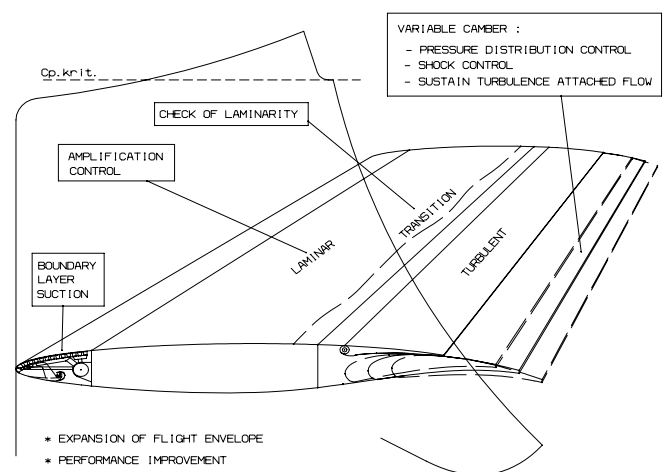 VARIABLE CAMBER :
- PRESSURE DISTRIBUTION CONTROL
- SHOCK CONTROL
- SUSTAIN TURBULENCE ATTACHED FLOW
Cp.krit.
CHECK OF LAMINARITY
AMPLIFICATION
CONTROL
TRANSITION
LAMINAR
TURBULENT
BOUNDARY
LAYER
SUCTION
* EXPANSION OF FLIGHT ENVELOPE
* PERFORMANCE IMPROVEMENT